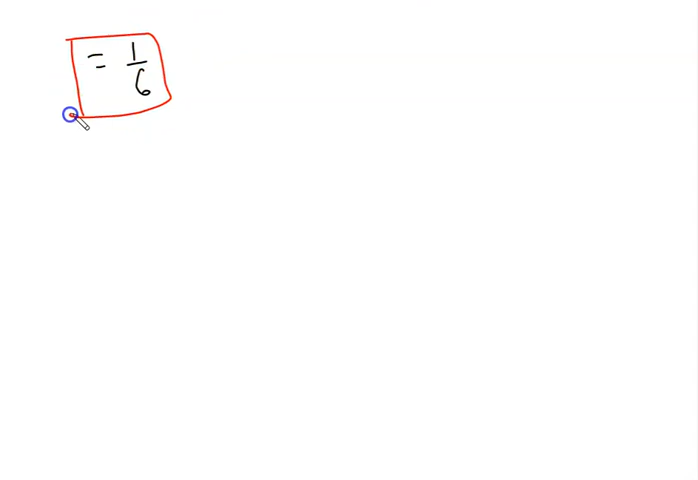 = 1/6